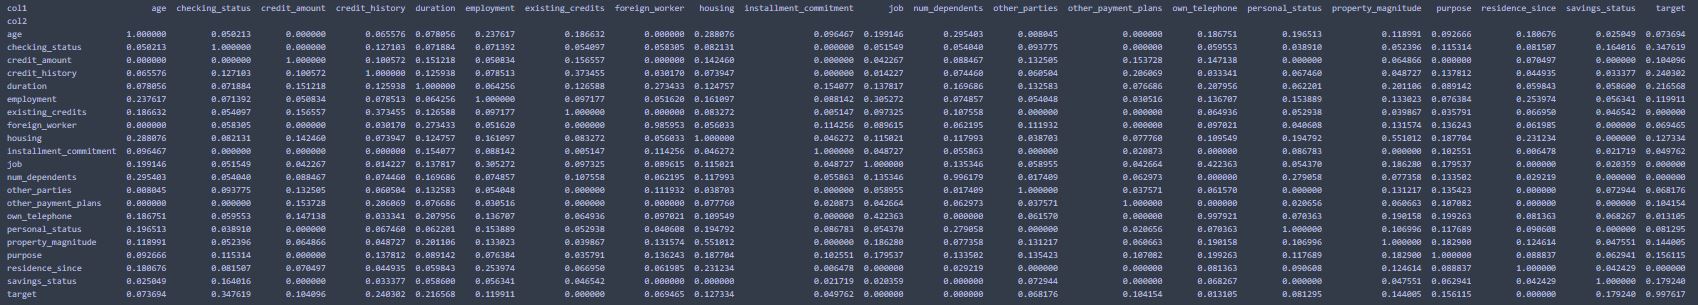 col1 age checking_status credit_amount credit_history duration employment existing_credits foreign_worker housing installment_commitment job num_dependents other_parties other_payment_plans own_telephone personal_status property_magnitude purpose residence_since savings_status target
col2
age 1.000000 0.050213 0.000000 0.065576 0.078056 0.237617 0.186632 0.000000 0.288076 0.096467 0.199146 0.295403 0.008045 0.000000 0.186751 0.196513 0.118991 0.092666 0.180676 0.025049 0.073694
checking_status 0.050213 1.000000 0.000000 0.127103 0.071884 0.071392 0.054097 0.058305 0.082131 0.000000 0.051549 0.054040 0.093775 0.000000 0.059553 0.038910 0.052396 0.115314 0.081507 0.164016 0.347619
credit_amount 0.000000 0.000000 1.000000 0.100572 0.151218 0.050834 0.156557 0.000000 0.142460 0.000000 0.042267 0.088467 0.132505 0.153728 0.147138 0.000000 0.064866 0.000000 0.070497 0.000000 0.104096
credit_history 0.065576 0.127103 0.100572 1.000000 0.125938 0.078513 0.373455 0.030170 0.073947 0.000000 0.014227 0.074460 0.060504 0.206069 0.033341 0.067460 0.048727 0.137812 0.044935 0.033377 0.240302
duration 0.078056 0.071884 0.151218 0.125938 1.000000 0.064256 0.126588 0.273433 0.124757 0.154077 0.137817 0.169686 0.132583 0.076686 0.207956 0.062201 0.201106 0.089142 0.059843 0.058600 0.216568
employment 0.237617 0.071392 0.050834 0.078513 0.064256 1.000000 0.097177 0.051620 0.161097 0.088142 0.305272 0.074857 0.054048 0.030516 0.136707 0.153889 0.133023 0.076384 0.253974 0.056341 0.119911
existing_credits 0.186632 0.054097 0.156557 0.373455 0.126588 0.097177 1.000000 0.000000 0.083272 0.005147 0.097325 0.107558 0.000000 0.000000 0.064936 0.052938 0.039867 0.035791 0.066950 0.046542 0.000000
foreign_worker 0.000000 0.058305 0.000000 0.030170 0.273433 0.051620 0.000000 0.985953 0.056033 0.114256 0.089615 0.062195 0.111932 0.000000 0.097021 0.040608 0.131574 0.136243 0.061985 0.000000 0.069465
housing 0.288076 0.082131 0.142460 0.073947 0.124757 0.161097 0.083272 0.056033 1.000000 0.046272 0.115021 0.117993 0.038703 0.077760 0.109549 0.194792 0.551012 0.187704 0.231234 0.000000 0.127334
installment_commitment 0.096467 0.000000 0.000000 0.000000 0.154077 0.088142 0.005147 0.114256 0.046272 1.000000 0.048727 0.055863 0.000000 0.020873 0.000000 0.086783 0.000000 0.102551 0.006478 0.021719 0.049762
job 0.199146 0.051549 0.042267 0.014227 0.137817 0.305272 0.097325 0.089615 0.115021 0.048727 1.000000 0.135346 0.058955 0.042664 0.422363 0.054370 0.186280 0.179537 0.000000 0.020359 0.000000
num_dependents 0.295403 0.054040 0.088467 0.074460 0.169686 0.074857 0.107558 0.062195 0.117993 0.055863 0.135346 0.996179 0.017409 0.062973 0.000000 0.279058 0.077358 0.133502 0.029219 0.000000 0.000000
other_parties 0.008045 0.093775 0.132505 0.060504 0.132583 0.054048 0.000000 0.111932 0.038703 0.000000 0.058955 0.017409 1.000000 0.037571 0.061570 0.000000 0.131217 0.135423 0.000000 0.072944 0.068176
other_payment_plans 0.000000 0.000000 0.153728 0.206069 0.076686 0.030516 0.000000 0.000000 0.077760 0.020873 0.042664 0.062973 0.037571 1.000000 0.000000 0.020656 0.060663 0.107082 0.000000 0.000000 0.104154
own_telephone 0.186751 0.059553 0.147138 0.033341 0.207956 0.136707 0.064936 0.097021 0.109549 0.000000 0.422363 0.000000 0.061570 0.000000 0.997921 0.070363 0.190158 0.199263 0.081363 0.068267 0.013105
personal_status 0.196513 0.038910 0.000000 0.067460 0.062201 0.153889 0.052938 0.040608 0.194792 0.086783 0.054370 0.279058 0.000000 0.020656 0.070363 1.000000 0.106996 0.117689 0.090608 0.000000 0.081295
property_magnitude 0.118991 0.052396 0.064866 0.048727 0.201106 0.133023 0.039867 0.131574 0.551012 0.000000 0.186280 0.077358 0.131217 0.060663 0.190158 0.106996 1.000000 0.182900 0.124614 0.047551 0.144005
purpose 0.092666 0.115314 0.000000 0.137812 0.089142 0.076384 0.035791 0.136243 0.187704 0.102551 0.179537 0.133502 0.135423 0.107082 0.199263 0.117689 0.182900 1.000000 0.088837 0.062941 0.156115
residence_since 0.180676 0.081507 0.070497 0.044935 0.059843 0.253974 0.066950 0.061985 0.231234 0.006478 0.000000 0.029219 0.000000 0.000000 0.081363 0.090608 0.124614 0.088837 1.000000 0.042429 0.000000
savings_status 0.025049 0.164016 0.000000 0.033377 0.058600 0.056341 0.046542 0.000000 0.000000 0.021719 0.020359 0.000000 0.072944 0.000000 0.068267 0.000000 0.047551 0.062941 0.042429 1.000000 0.179240
target 0.073694 0.347619 0.104096 0.240302 0.216568 0.119911 0.000000 0.069465 0.127334 0.049762 0.000000 0.000000 0.068176 0.104154 0.013105 0.081295 0.144005 0.156115 0.000000 0.179240 0.997617